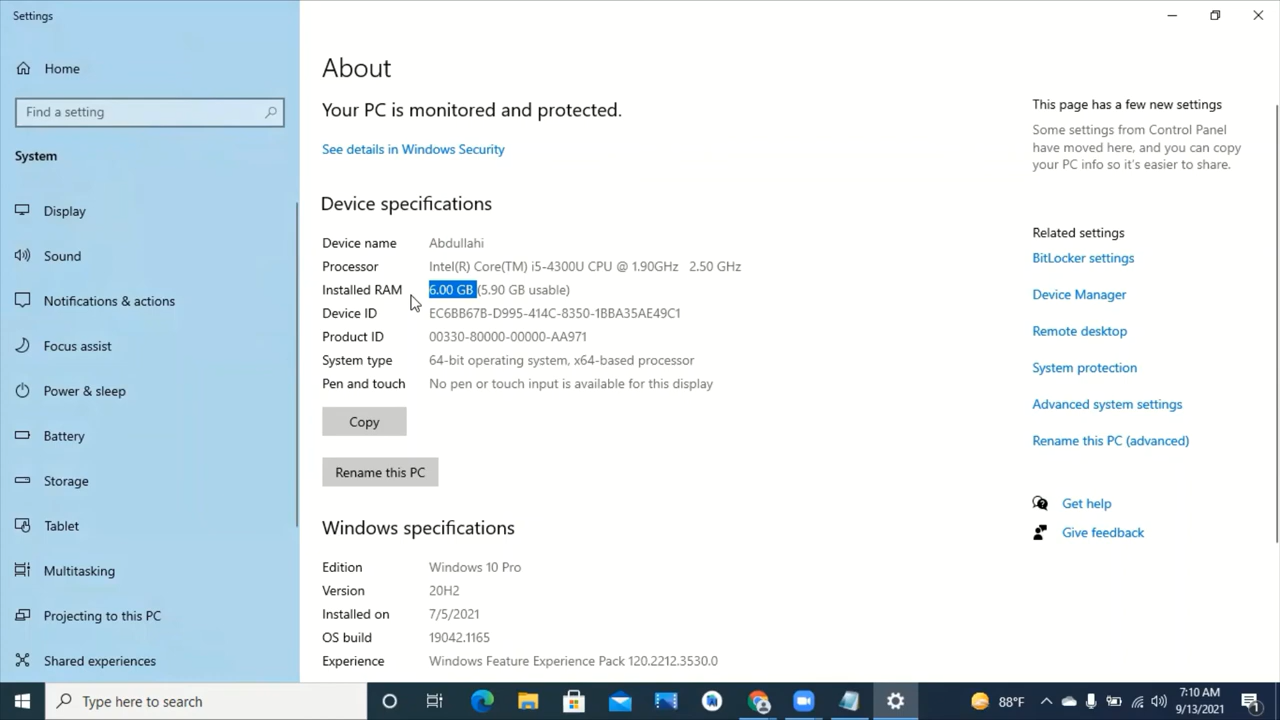 Settings
Home
Find a setting
System
Display
Sound
Notifications & actions
Focus assist
Power & sleep
Battery
Storage
Tablet
Multitasking
Projecting to this PC
Shared experiences
About
Your PC is monitored and protected.
See details in Windows Security
Device specifications
Device name Abdullahi
Processor Intel(R) Core(TM) i5-4300U CPU @ 1.90GHz 2.50 GHz
Installed RAM 6.00 GB (5.90 GB usable)
Device ID EC6BB67B-D995-414C-8350-1BBA35AE49C1
Product ID 00330-80000-00000-AA971
System type 64-bit operating system, x64-based processor
Pen and touch No pen or touch input is available for this display
Copy
Rename this PC
Windows specifications
Edition Windows 10 Pro
Version 20H2
Installed on 7/5/2021
OS build 19042.1165
Experience Windows Feature Experience Pack 120.2212.3530.0
This page has a few new settings
Some settings from Control Panel
have moved here, and you can copy
your PC info so it's easier to share.
Related settings
BitLocker settings
Device Manager
Remote desktop
System protection
Advanced system settings
Rename this PC (advanced)
Get help
Give feedback
Type here to search
88°F
7:10 AM
9/13/2021
1